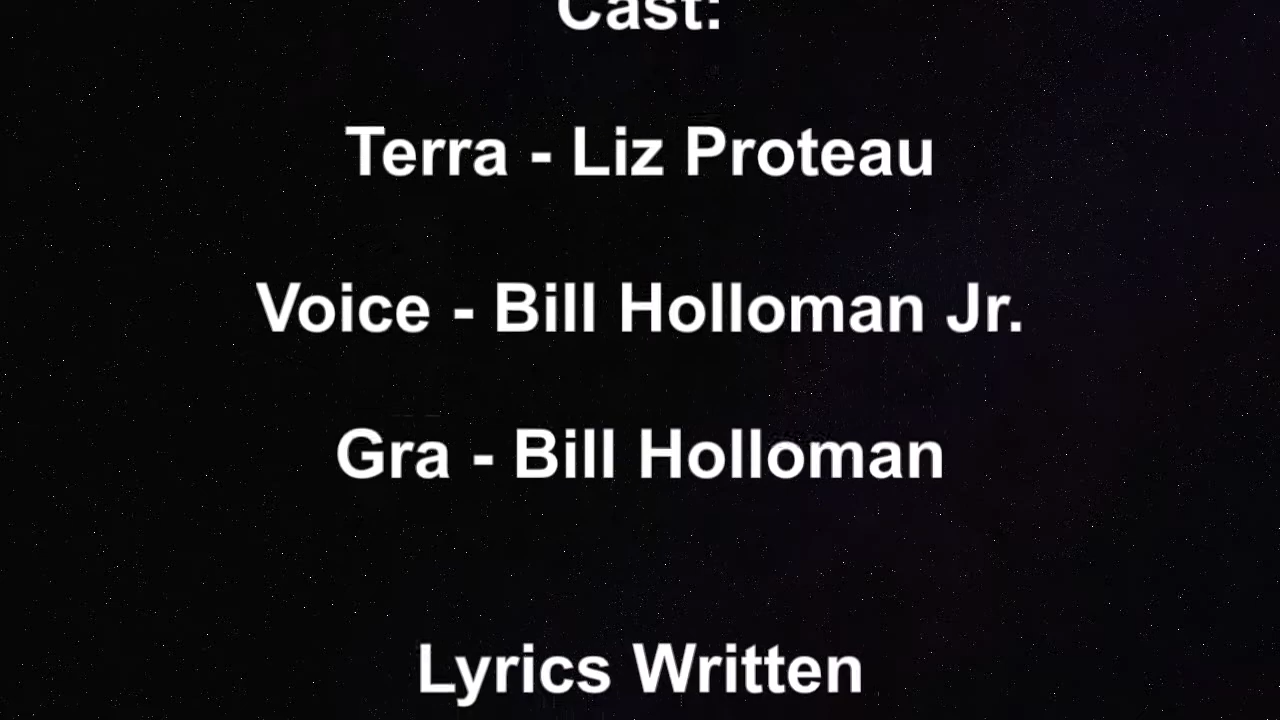 Cast:
Terra - Liz Proteau
Voice - Bill Holloman Jr.
Gra - Bill Holloman
Lyrics Written